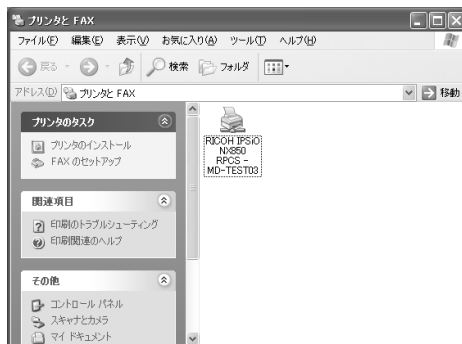 プリンタと FAX
ファイル(F) 編集(E) 表示(V) お気に入り(A) ツール(T) ヘルプ(H)
戻る 検索 フォルダ
アドレス(D) プリンタと FAX 移動
プリンタのタスク
プリンタのインストール
FAX のセットアップ
関連項目
印刷のトラブルシューティング
印刷関連のヘルプ
その他
コントロール パネル
スキャナとカメラ
マイ ドキュメント
RICOH IPSiO
NX850
RPCS -
MD-TEST03